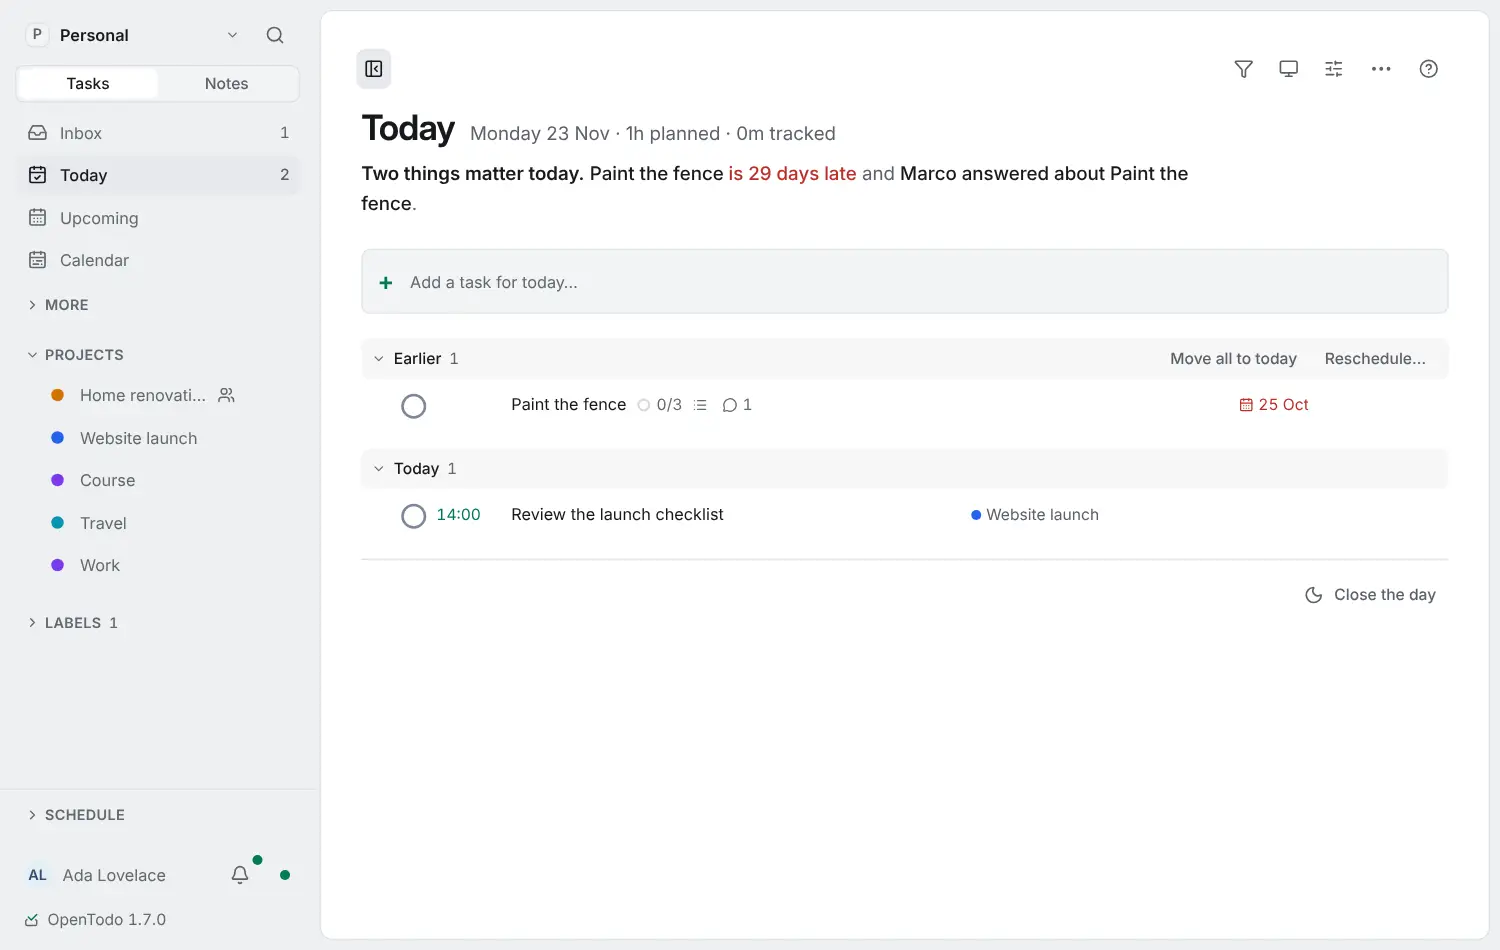 P Personal
Tasks Notes
Inbox 1
Today 2
Upcoming
Calendar
MORE
PROJECTS
Home renovati...
Website launch
Course
Travel
Work
LABELS 1
SCHEDULE
AL Ada Lovelace
OpenTodo 1.7.0
Today Monday 23 Nov · 1h planned · 0m tracked
Two things matter today. Paint the fence is 29 days late and Marco answered about Paint the
fence.
+ Add a task for today...
Earlier 1 Move all to today Reschedule...
Paint the fence 0/3 1 25 Oct
Today 1
14:00 Review the launch checklist Website launch
Close the day